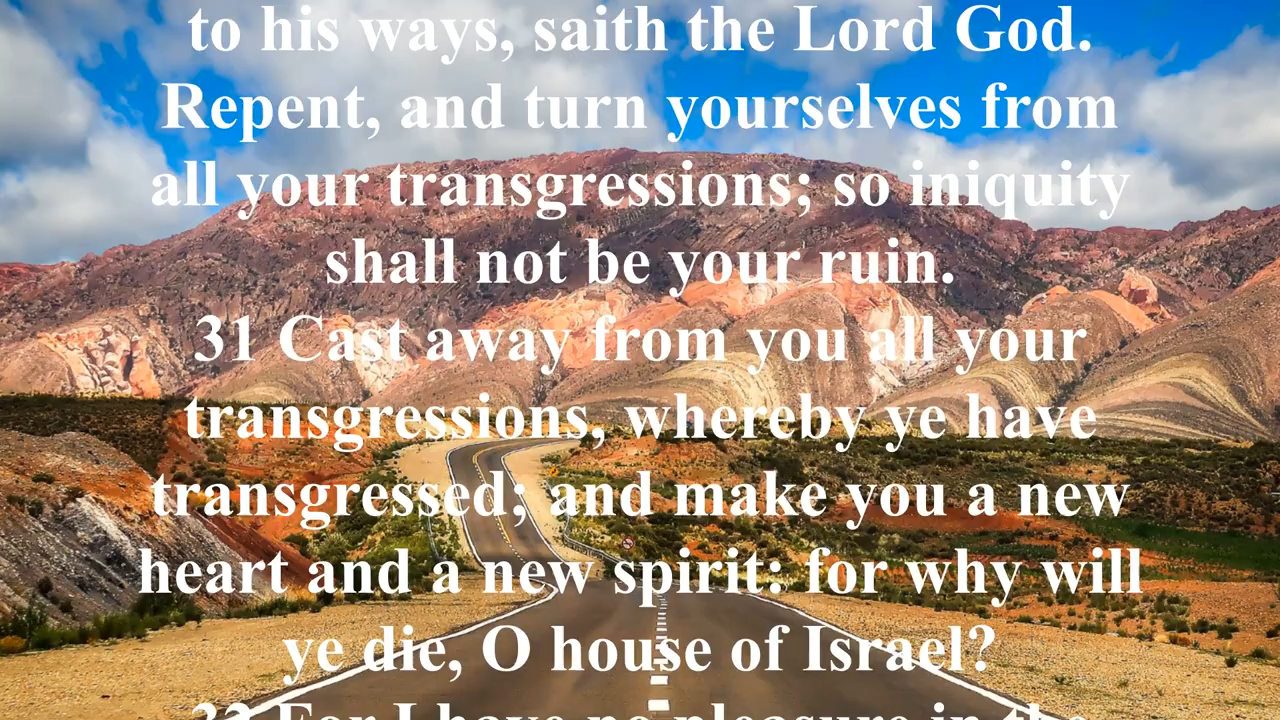 to his ways, saith the Lord God.
Repent, and turn yourselves from
all your transgressions; so iniquity
shall not be your ruin.
31 Cast away from you all your
transgressions, whereby ye have
transgressed; and make you a new
heart and a new spirit: for why will
ye die, O house of Israel?
32 For I have no pleasure in the